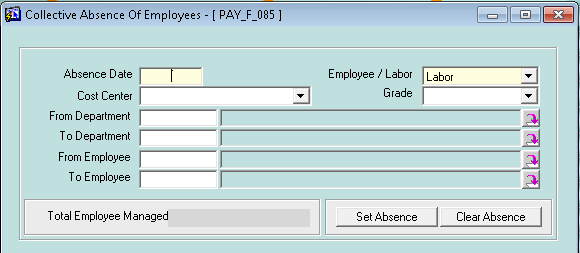 Collective Absence Of Employees - [ PAY_F_085 ]
Absence Date Employee / Labor Labor
Cost Center Grade
From Department
To Department
From Employee
To Employee
Total Employee Managed Set Absence Clear Absence